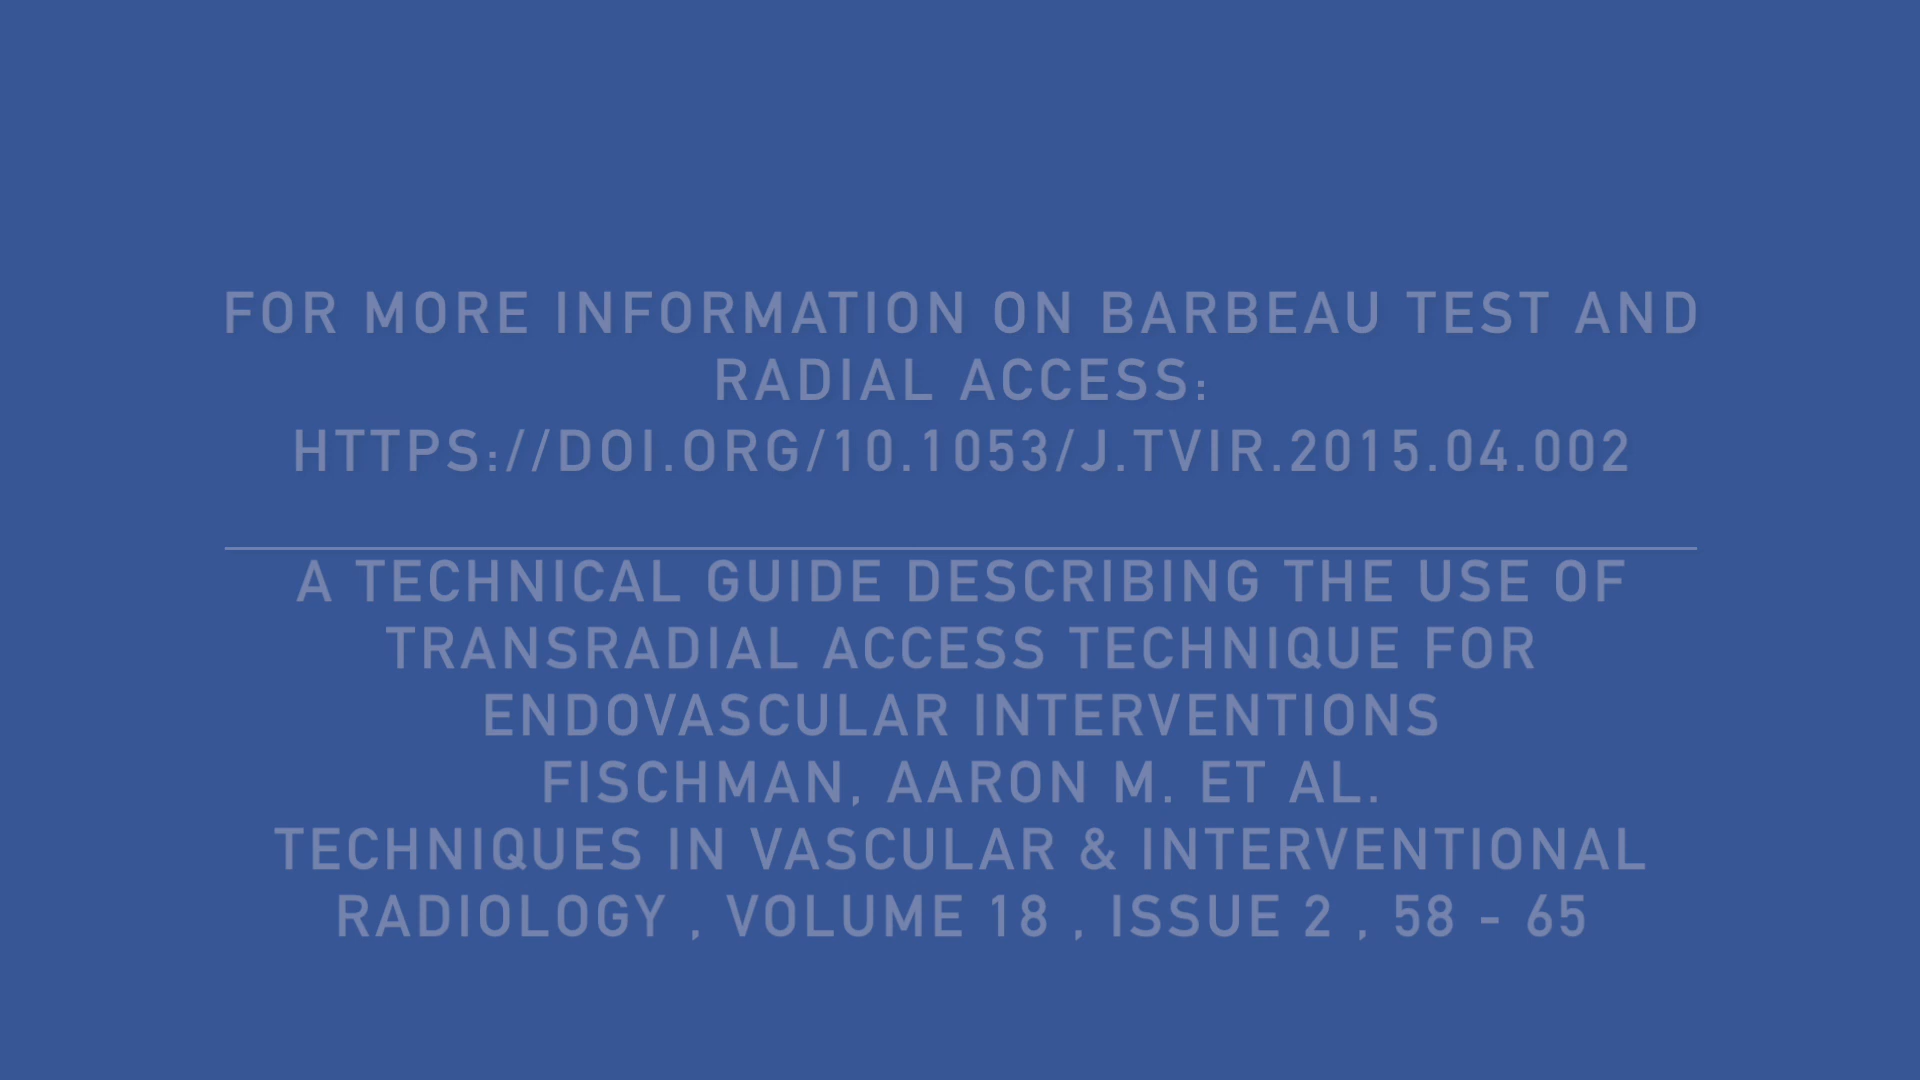 FOR MORE INFORMATION ON BARBEAU TEST AND
RADIAL ACCESS:
HTTPS://DOI.ORG/10.1053/J.TVIR.2015.04.002
A TECHNICAL GUIDE DESCRIBING THE USE OF
TRANSRADIAL ACCESS TECHNIQUE FOR
ENDOVASCULAR INTERVENTIONS
FISCHMAN, AARON M. ET AL.
TECHNIQUES IN VASCULAR & INTERVENTIONAL
RADIOLOGY , VOLUME 18 , ISSUE 2 , 58 - 65